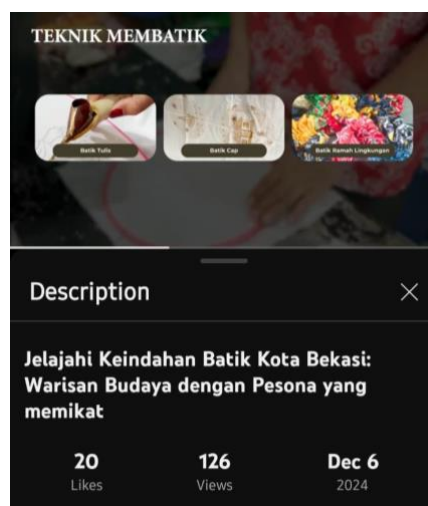 TEKNIK MEMBATIK
Batik Tulis
Batik Cap
Batik Ramah Lingkungan
Description
Jelajahi Keindahan Batik Kota Bekasi:
Warisan Budaya dengan Pesona yang
memikat
20
126
Dec 6
Likes
Views
2024